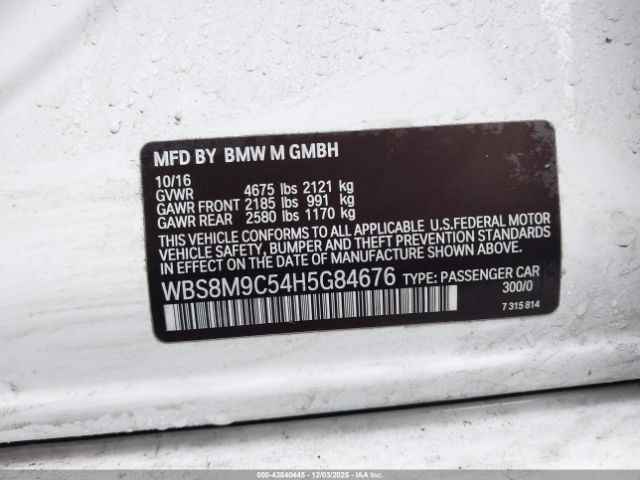 MFD BY BMW M GMBH
10/16
GVWR 4675 lbs 2121 kg
GAWR FRONT 2185 lbs 991 kg
GAWR REAR 2580 lbs 1170 kg
THIS VEHICLE CONFORMS TO ALL APPLICABLE U.S.FEDERAL MOTOR
VEHICLE SAFETY, BUMPER AND THEFT PREVENTION STANDARDS
IN EFFECT ON THE DATE OF MANUFACTURE SHOWN ABOVE.
WBS8M9C54H5G84676 TYPE: PASSENGER CAR
300/0
7 315 814
000-43840445 - 12/03/2025 - IAAI.COM